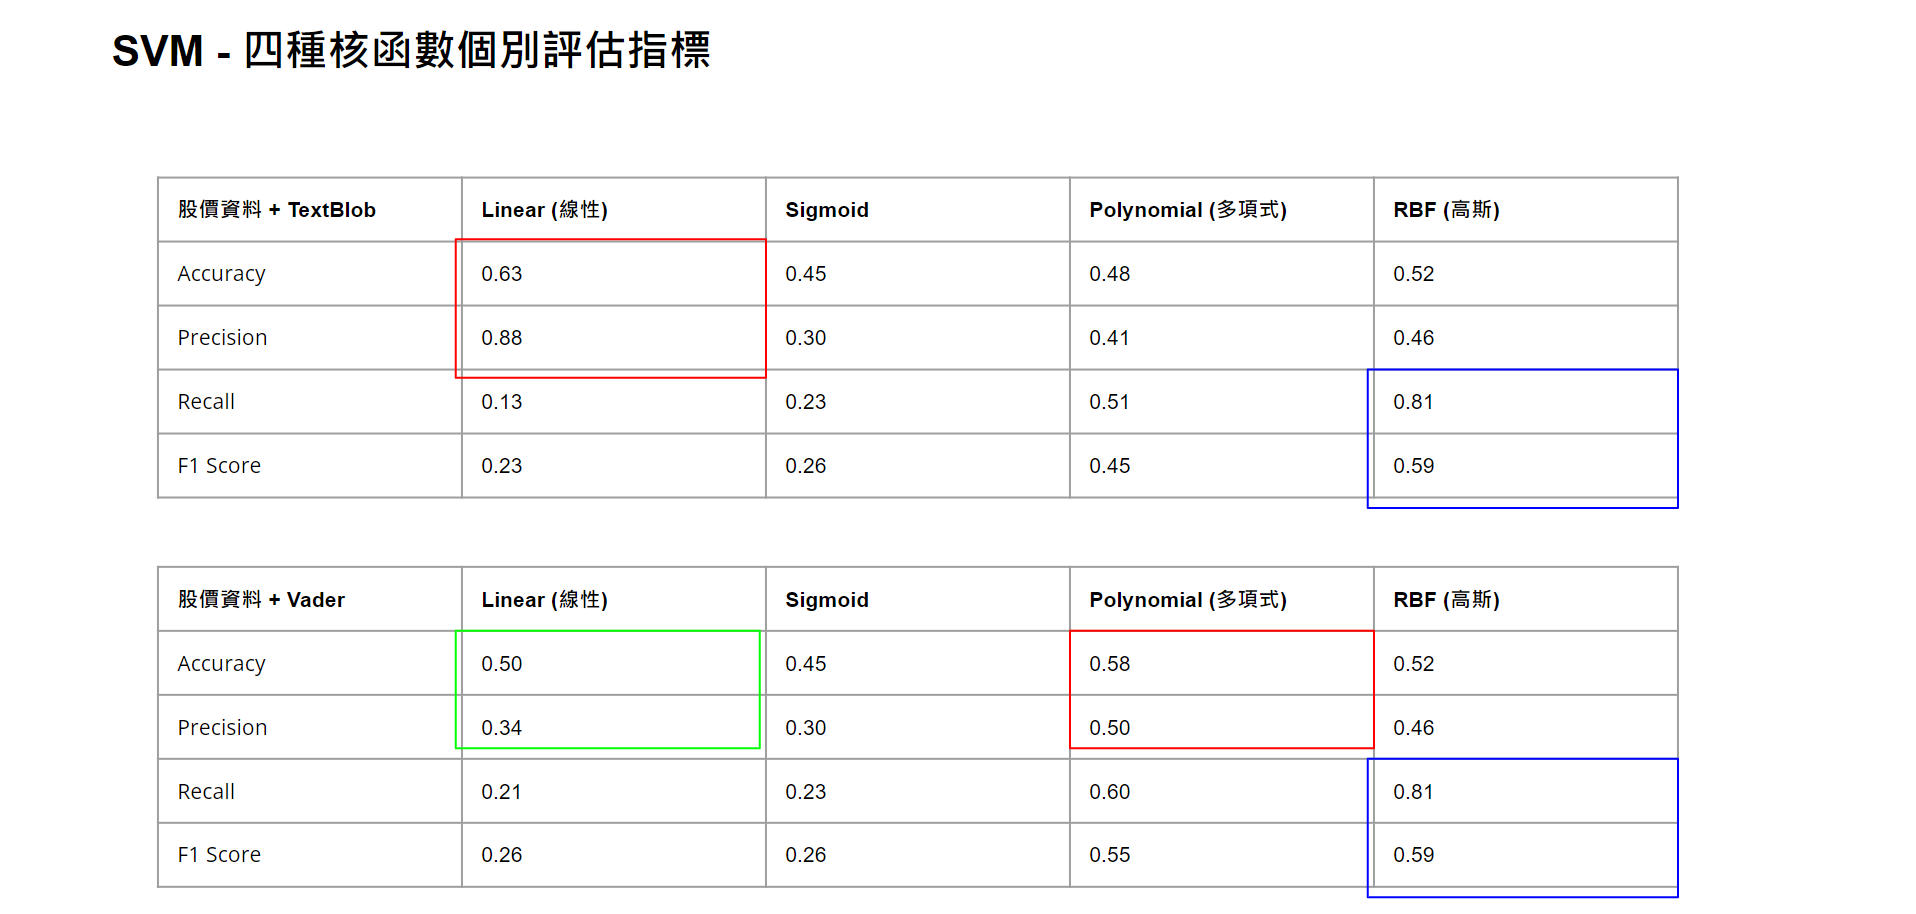 SVM - 四種核函數個別評估指標
股價資料 + TextBlob Linear (線性) Sigmoid Polynomial (多項式) RBF (高斯)
Accuracy 0.63 0.45 0.48 0.52
Precision 0.88 0.30 0.41 0.46
Recall 0.13 0.23 0.51 0.81
F1 Score 0.23 0.26 0.45 0.59
股價資料 + Vader Linear (線性) Sigmoid Polynomial (多項式) RBF (高斯)
Accuracy 0.50 0.45 0.58 0.52
Precision 0.34 0.30 0.50 0.46
Recall 0.21 0.23 0.60 0.81
F1 Score 0.26 0.26 0.55 0.59